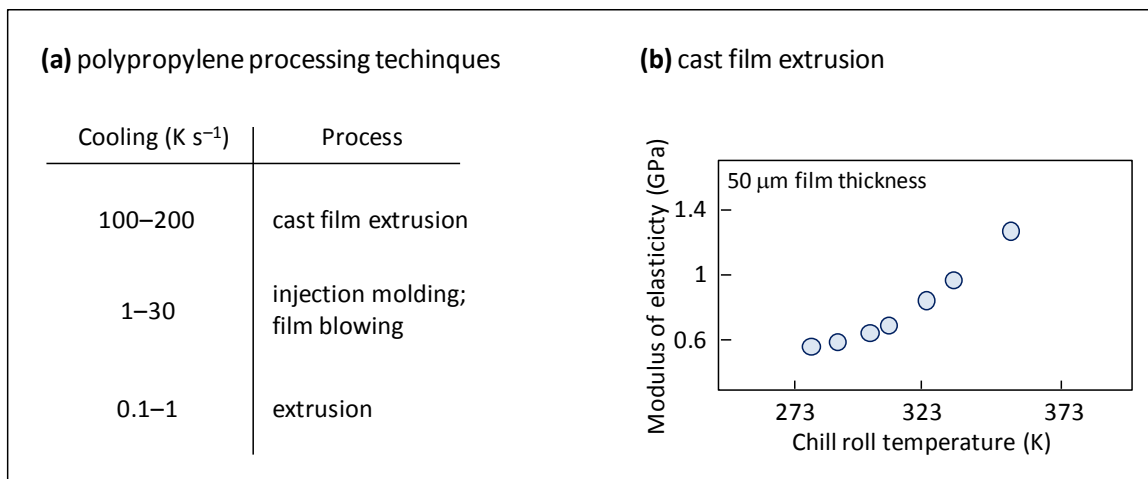 (a) polypropylene processing techinques
Cooling (K s⁻¹) Process
100–200 cast film extrusion
1–30 injection molding;
film blowing
0.1–1 extrusion
(b) cast film extrusion
Modulus of elasticicty (GPa)
50 μm film thickness
1.4
1
0.6
273 323 373
Chill roll temperature (K)